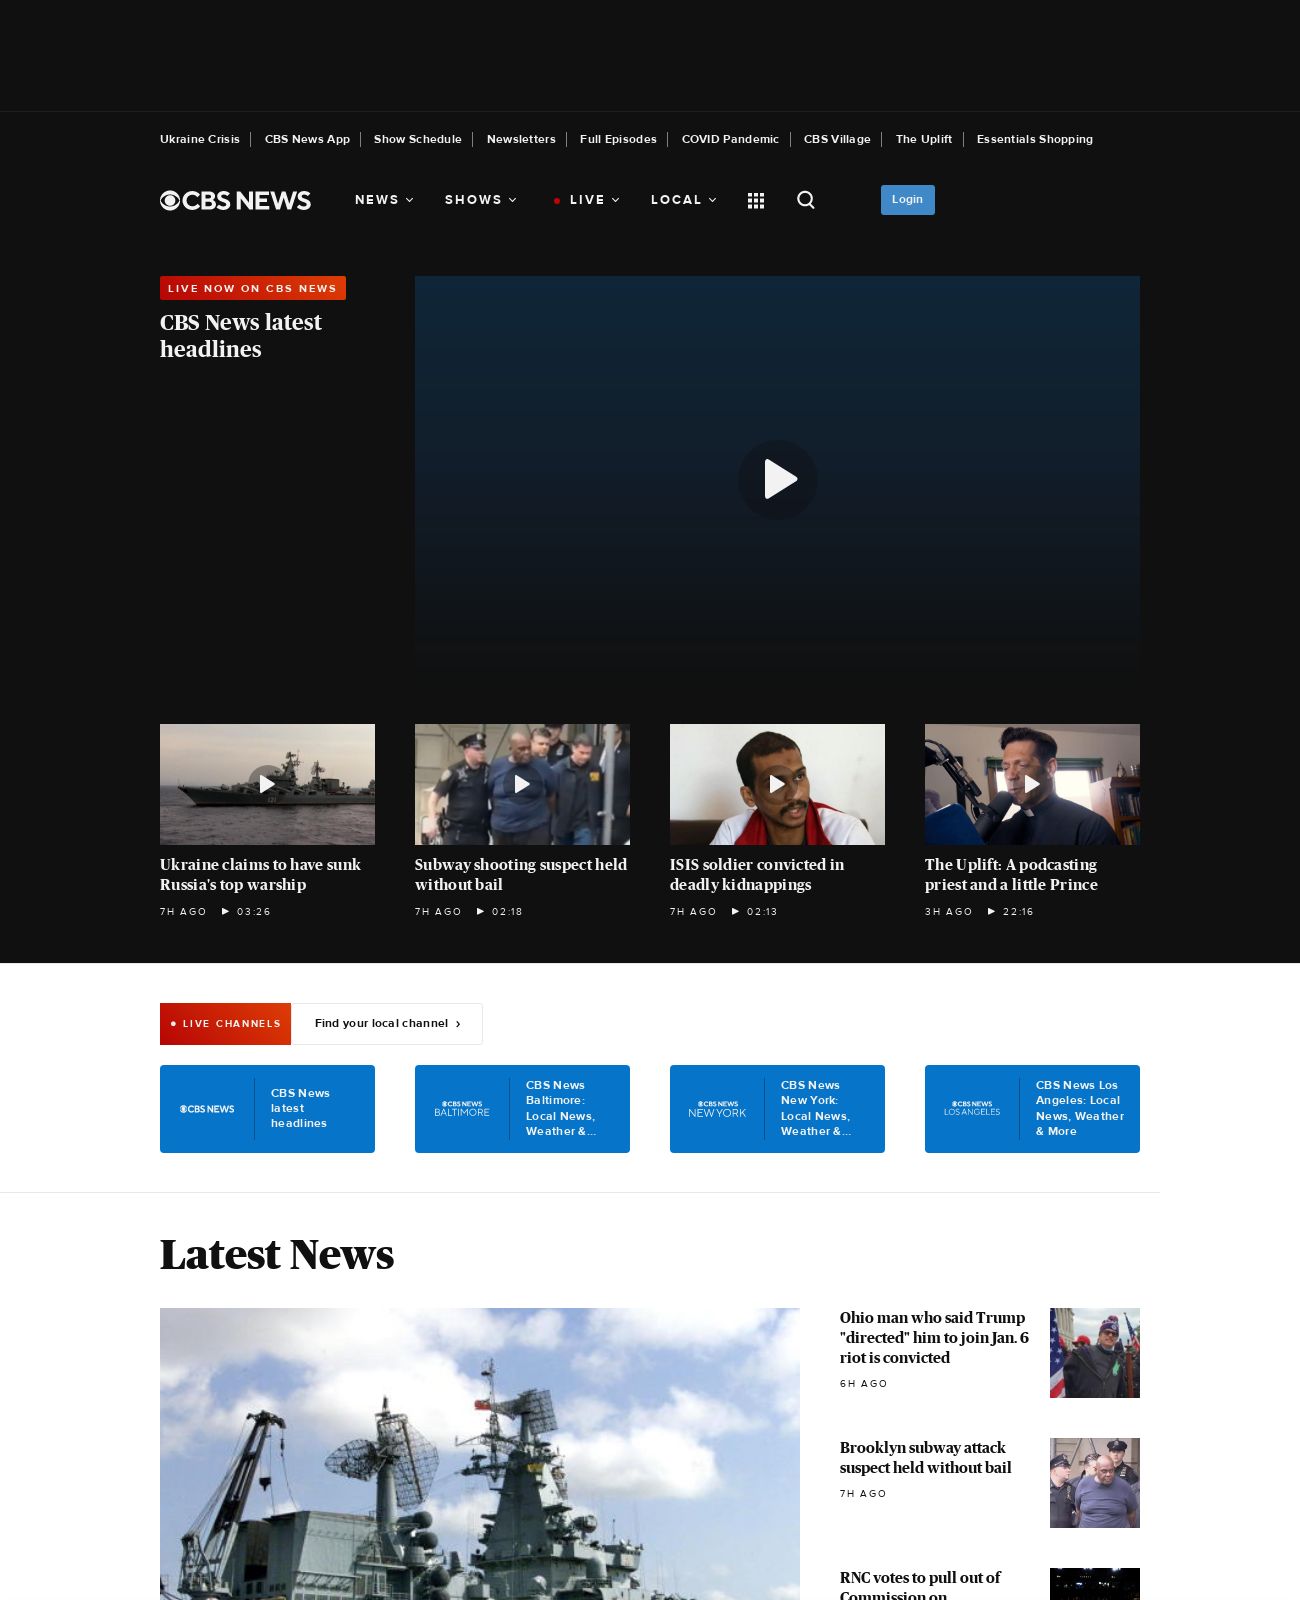 Ukraine Crisis CBS News App Show Schedule Newsletters Full Episodes COVID Pandemic CBS Village The Uplift Essentials Shopping
CBS NEWS NEWS SHOWS LIVE LOCAL Login
LIVE NOW ON CBS NEWS
CBS News latest
headlines
Ukraine claims to have sunk
Russia's top warship
7H AGO 03:26
Subway shooting suspect held
without bail
7H AGO 02:18
ISIS soldier convicted in
deadly kidnappings
7H AGO 02:13
The Uplift: A podcasting
priest and a little Prince
3H AGO 22:16
LIVE CHANNELS
Find your local channel ›
CBS NEWS
CBS News
latest
headlines
CBS NEWS
BALTIMORE
CBS News
Baltimore:
Local News,
Weather &...
CBS NEWS
NEW YORK
CBS News
New York:
Local News,
Weather &...
CBS NEWS
LOS ANGELES
CBS News Los
Angeles: Local
News, Weather
& More
Latest News
Ohio man who said Trump
"directed" him to join Jan. 6
riot is convicted
6H AGO
Brooklyn subway attack
suspect held without bail
7H AGO
RNC votes to pull out of
Commission on